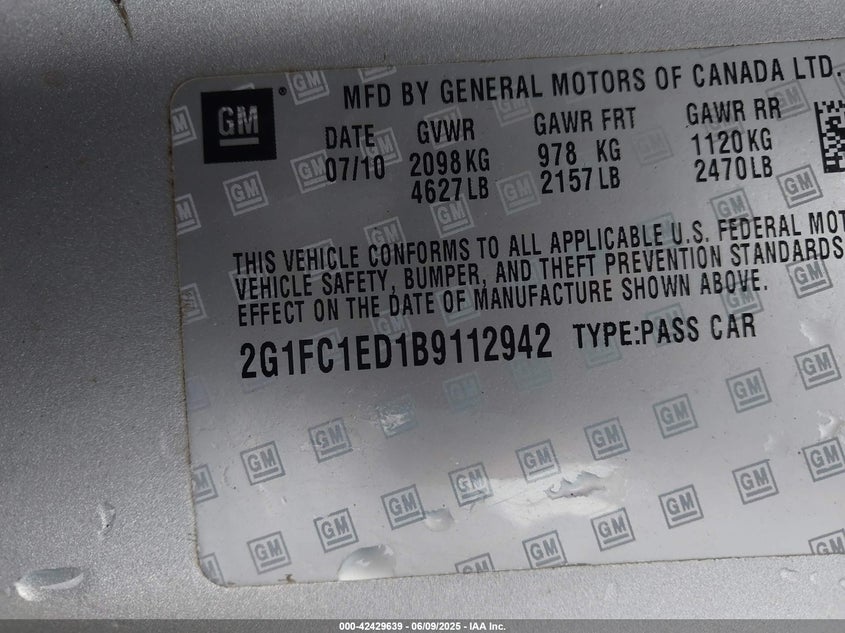 GM ®
MFD BY GENERAL MOTORS OF CANADA LTD.
DATE GVWR GAWR FRT GAWR RR
07/10 2098 KG 978 KG 1120 KG
4627 LB 2157 LB 2470 LB
THIS VEHICLE CONFORMS TO ALL APPLICABLE U.S. FEDERAL MOT
VEHICLE SAFETY, BUMPER, AND THEFT PREVENTION STANDARDS
EFFECT ON THE DATE OF MANUFACTURE SHOWN ABOVE.
2G1FC1ED1B9112942 TYPE:PASS CAR
000-42429639 - 06/09/2025 - IAA Inc.